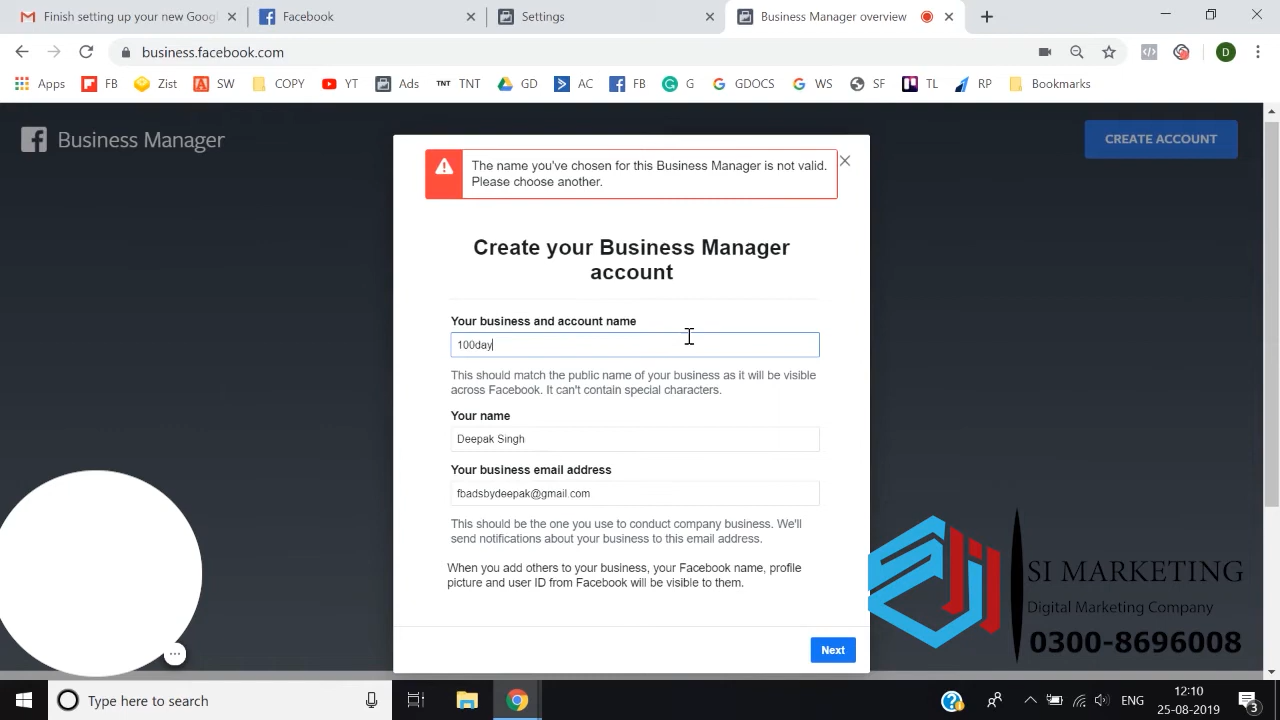 Finish setting up your new Googl
Facebook
Settings
Business Manager overview
business.facebook.com
D
Apps
FB
Zist
SW
COPY
YT
Ads
TNT TNT
GD
AC
FB
G
GDOCS
WS
SF
TL
RP
Bookmarks
Business Manager
CREATE ACCOUNT
The name you've chosen for this Business Manager is not valid.
Please choose another.
Create your Business Manager
account
Your business and account name
100day
This should match the public name of your business as it will be visible
across Facebook. It can't contain special characters.
Your name
Deepak Singh
Your business email address
fbadsbydeepak@gmail.com
This should be the one you use to conduct company business. We'll
send notifications about your business to this email address.
When you add others to your business, your Facebook name, profile
picture and user ID from Facebook will be visible to them.
Next
SI MARKETING
Digital Marketing Company
0300-8696008
Type here to search
ENG
12:10
25-08-2019
3